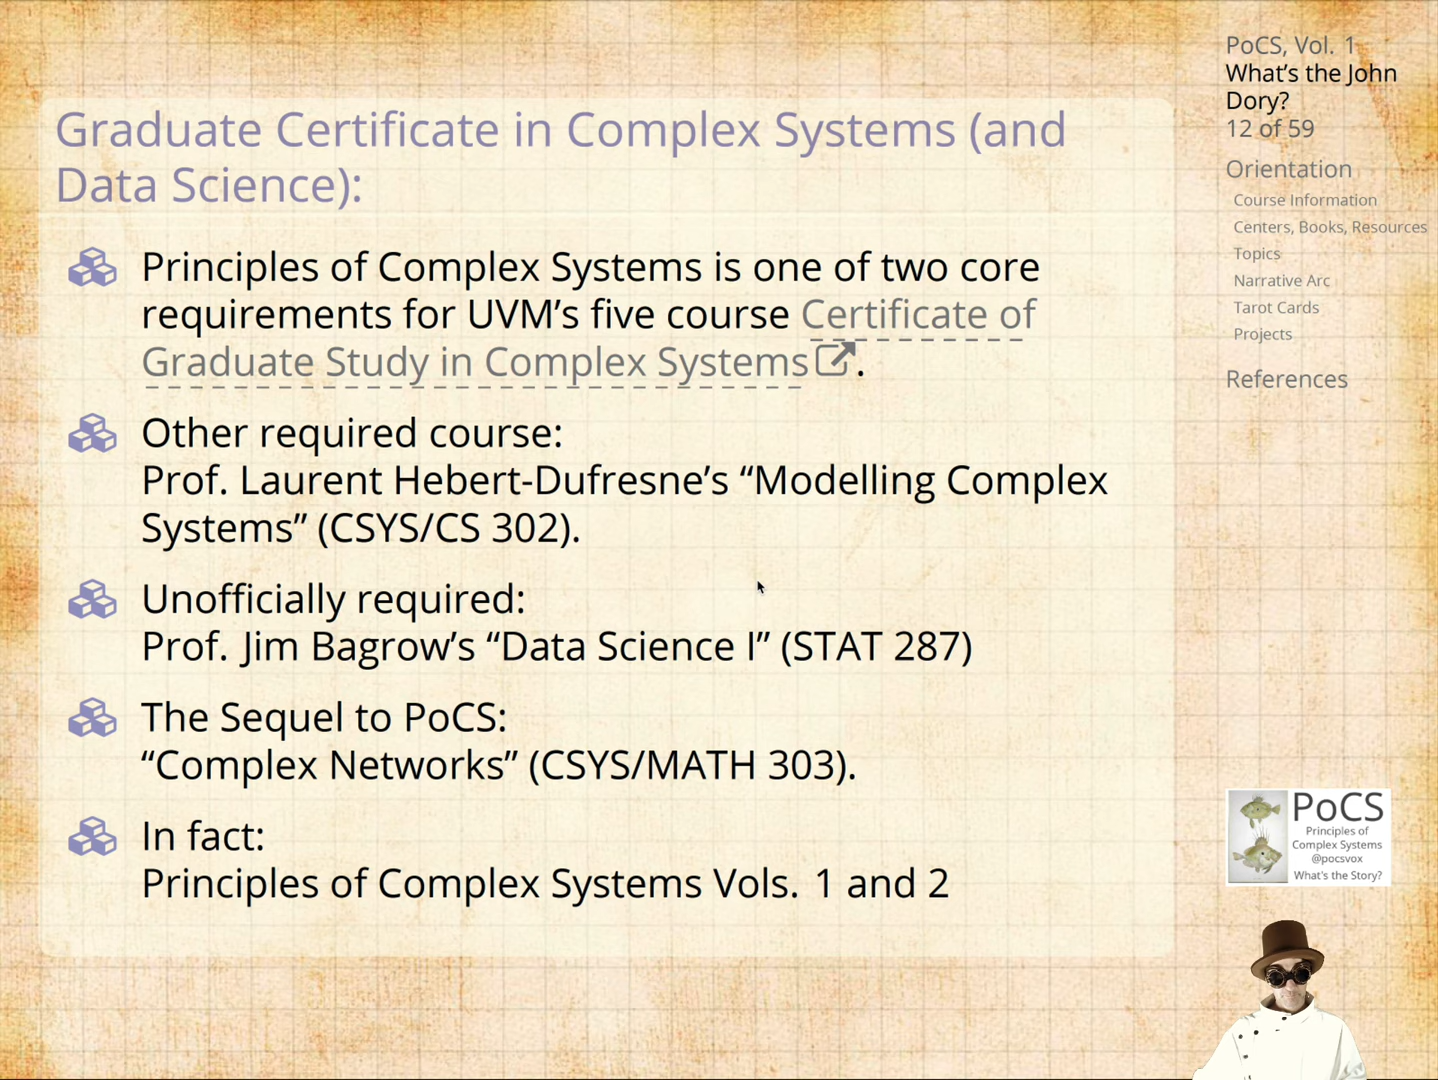 Graduate Certificate in Complex Systems (and
Data Science):
Principles of Complex Systems is one of two core
requirements for UVM’s five course Certificate of
Graduate Study in Complex Systems.
Other required course:
Prof. Laurent Hebert-Dufresne’s “Modelling Complex
Systems” (CSYS/CS 302).
Unofficially required:
Prof. Jim Bagrow’s “Data Science I” (STAT 287)
The Sequel to PoCS:
“Complex Networks” (CSYS/MATH 303).
In fact:
Principles of Complex Systems Vols. 1 and 2
PoCS, Vol. 1
What’s the John
Dory?
12 of 59
Orientation
Course Information
Centers, Books, Resources
Topics
Narrative Arc
Tarot Cards
Projects
References
PoCS
Principles of
Complex Systems
@pocsvox
What's the Story?